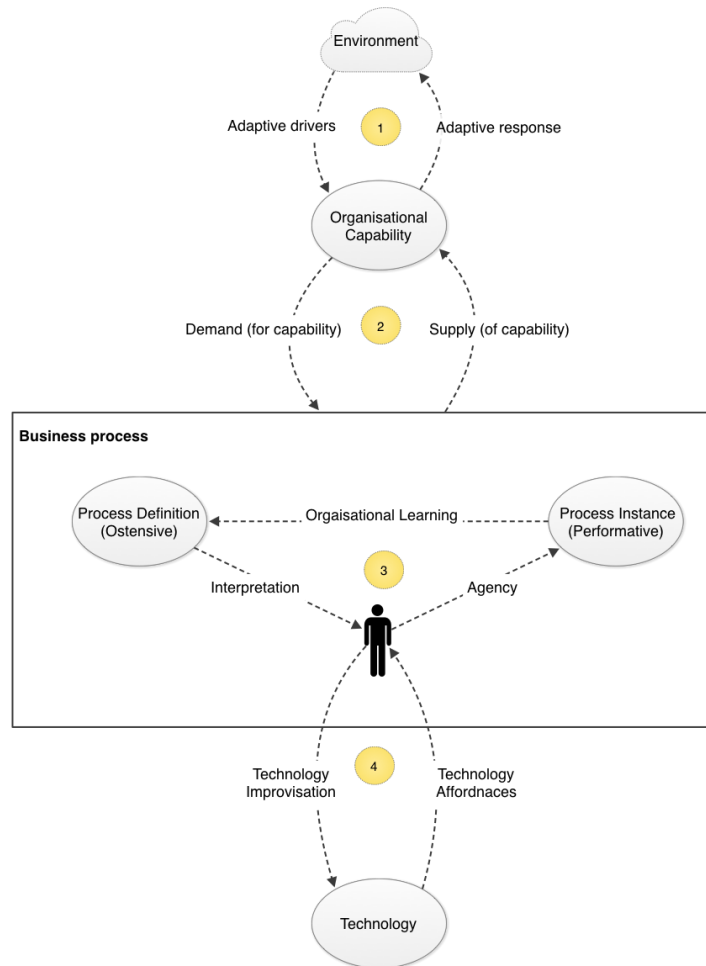 Environment
Adaptive drivers
1
Adaptive response
Organisational
Capability
Demand (for capability)
2
Supply (of capability)
Business process
Process Definition
(Ostensive)
Orgaisational Learning
Process Instance
(Performative)
3
Interpretation
Agency
4
Technology
Improvisation
Technology
Affordnaces
Technology